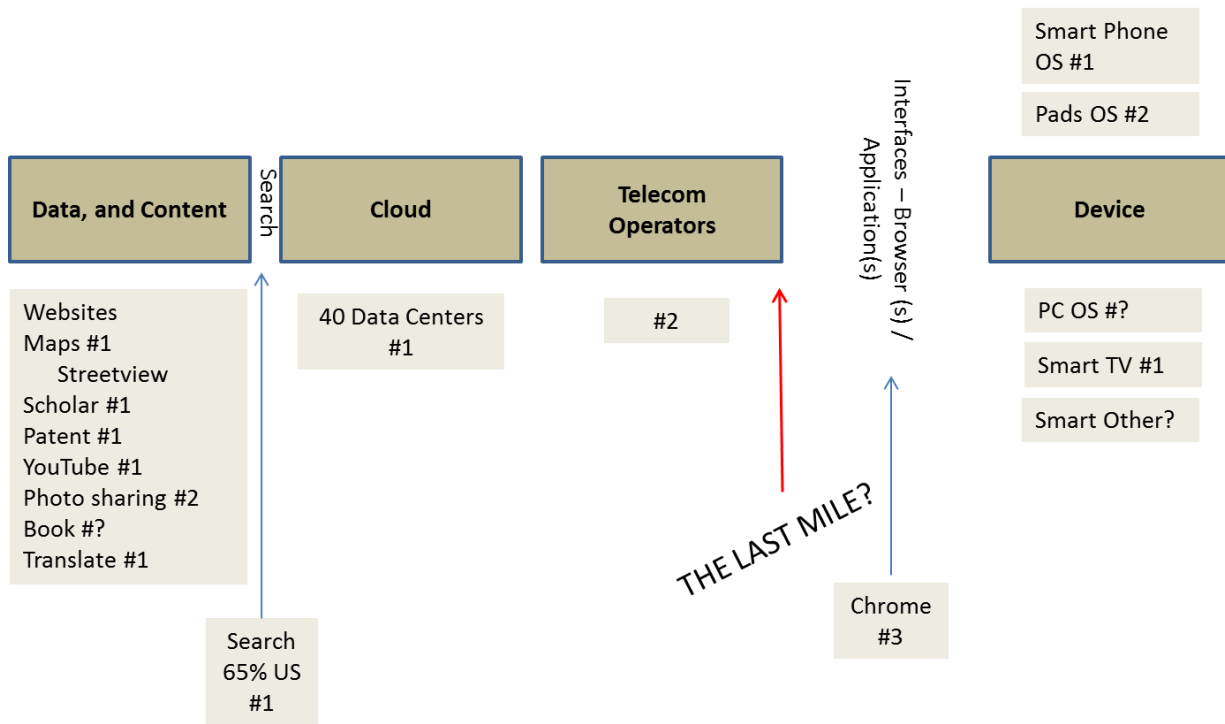 Smart Phone
OS #1
Pads OS #2
Data, and Content
Search
Cloud
Telecom
Operators
Interfaces – Browser (s) /
Application(s)
Device
Websites
Maps #1
Streetview
Scholar #1
Patent #1
YouTube #1
Photo sharing #2
Book #?
Translate #1
40 Data Centers
#1
#2
PC OS #?
Smart TV #1
Smart Other?
THE LAST MILE?
Search
65% US
#1
Chrome
#3